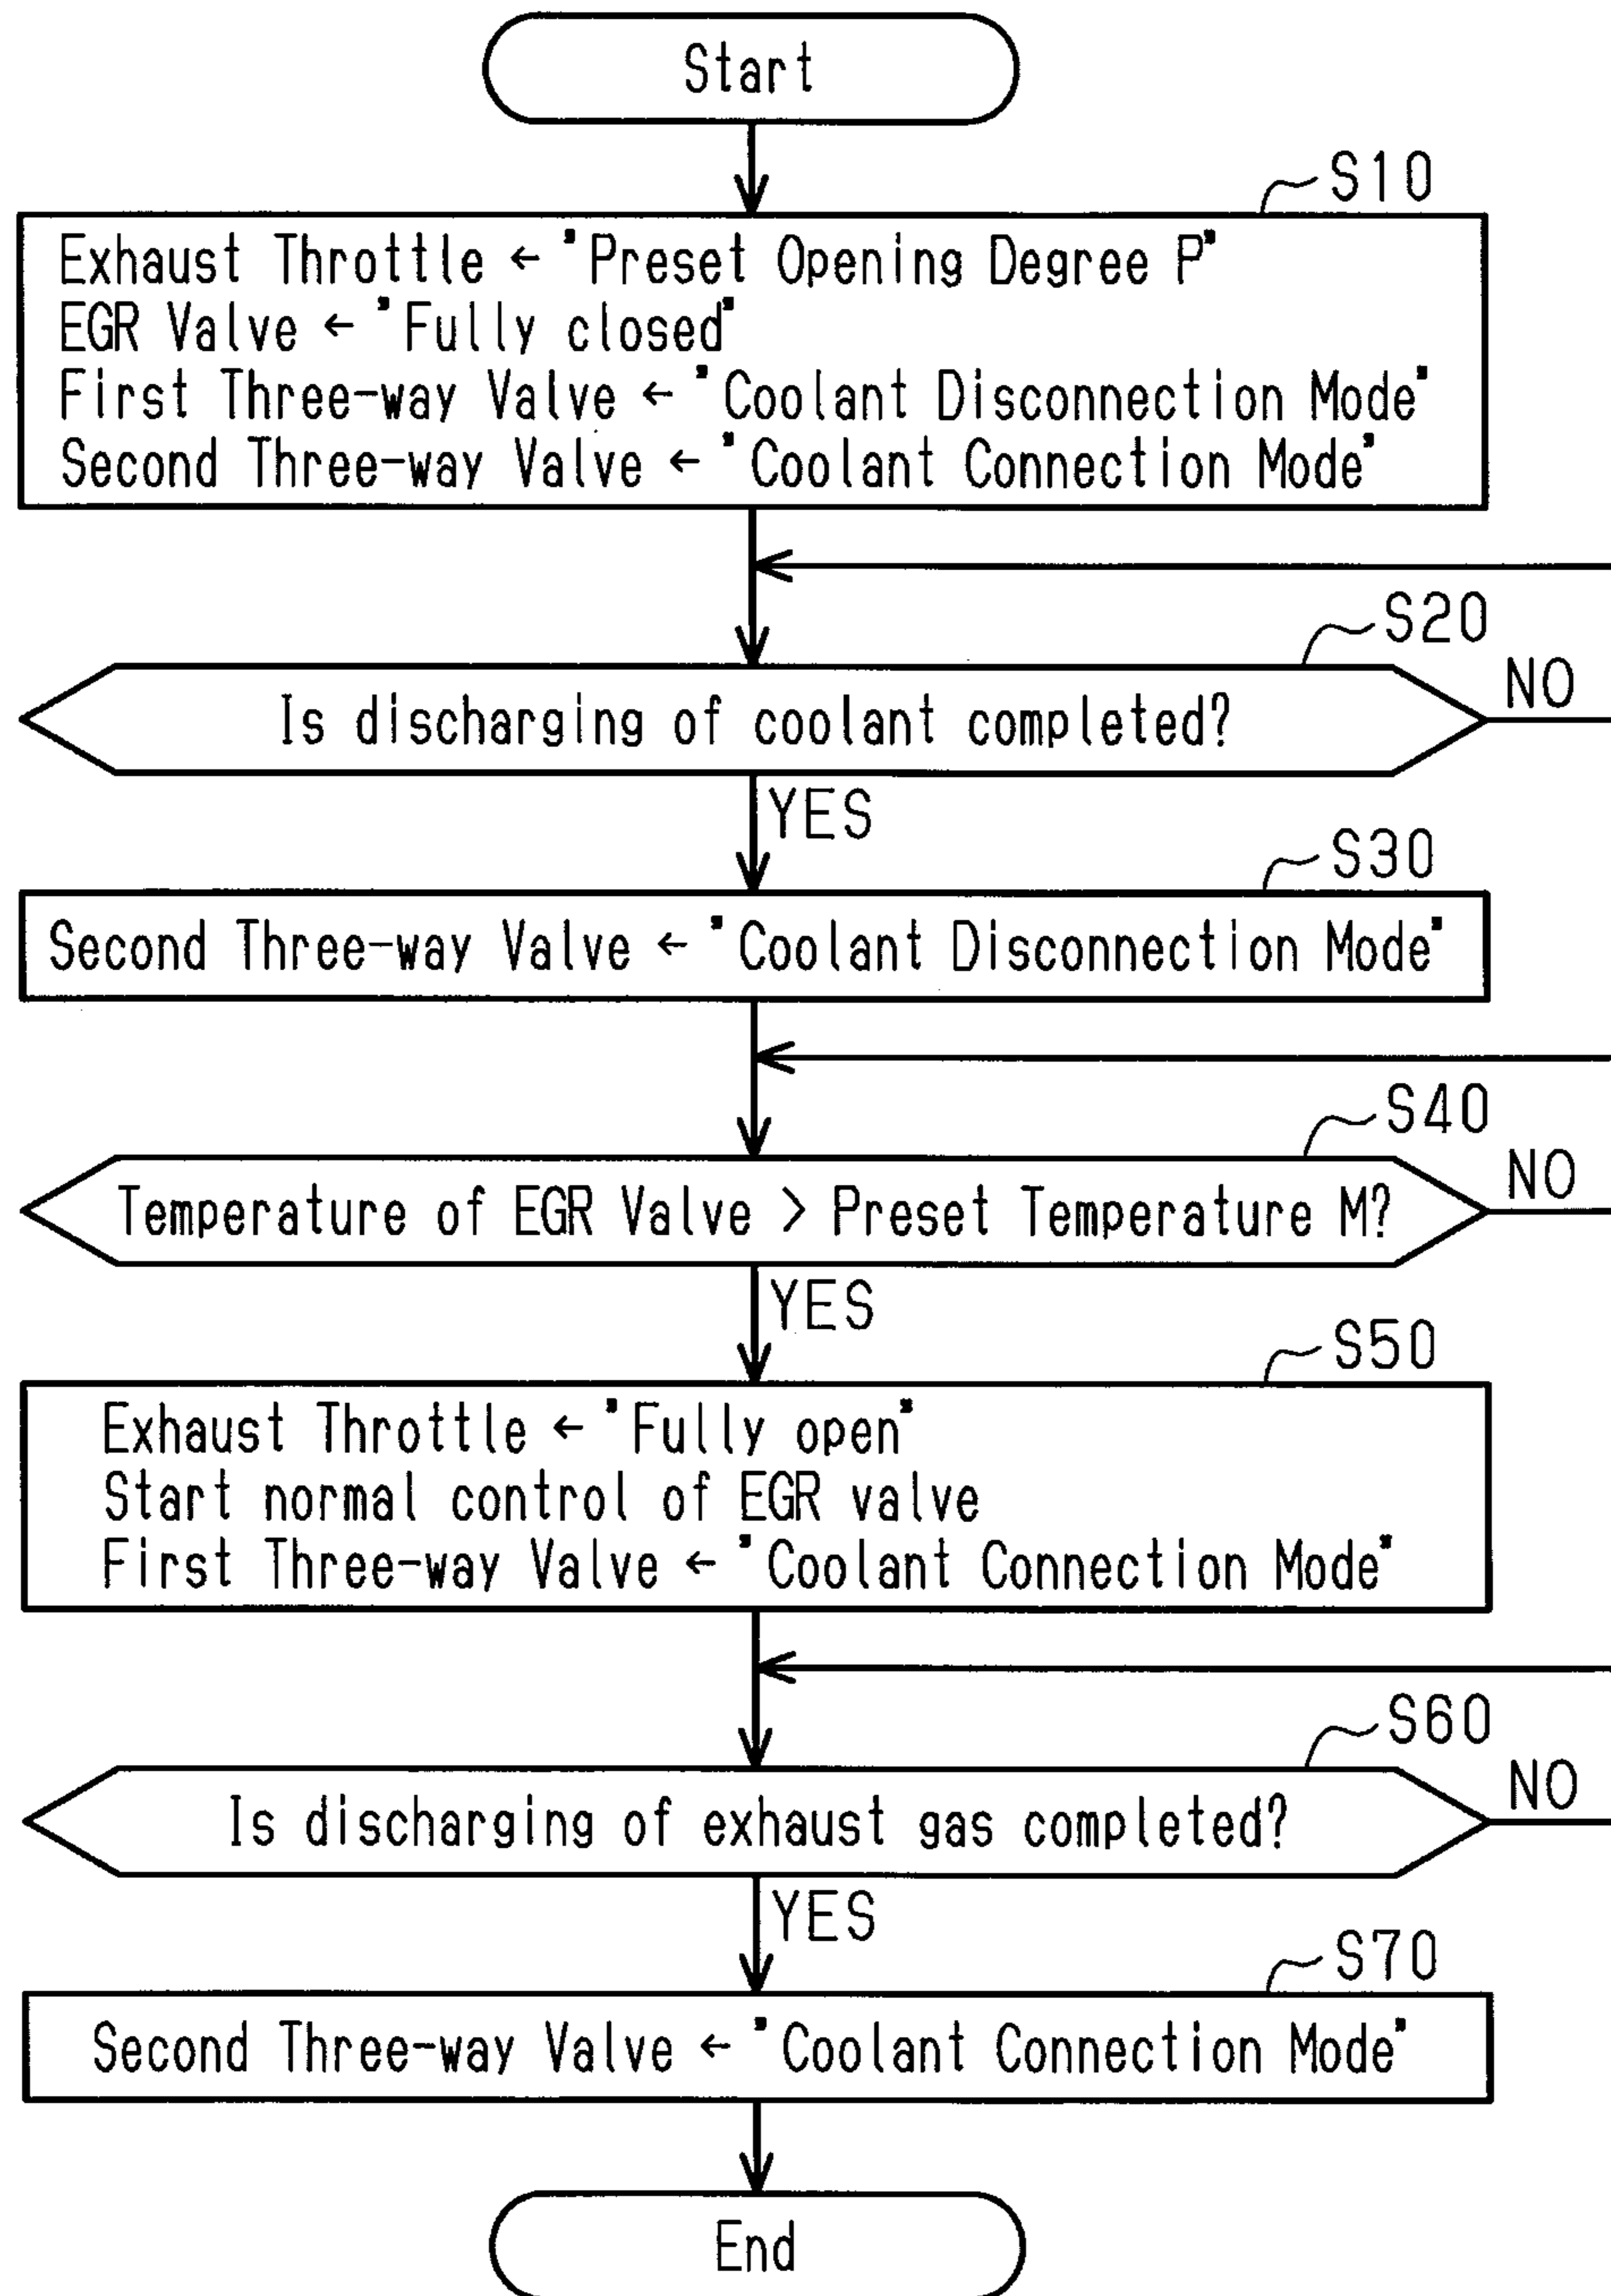 Start
S10
Exhaust Throttle ← "Preset Opening Degree P"
EGR Valve ← "Fully closed"
First Three-way Valve ← "Coolant Disconnection Mode"
Second Three-way Valve ← "Coolant Connection Mode"
S20
Is discharging of coolant completed?
NO
YES
S30
Second Three-way Valve ← "Coolant Disconnection Mode"
S40
Temperature of EGR Valve > Preset Temperature M?
NO
YES
S50
Exhaust Throttle ← "Fully open"
Start normal control of EGR valve
First Three-way Valve ← "Coolant Connection Mode"
S60
Is discharging of exhaust gas completed?
NO
YES
S70
Second Three-way Valve ← "Coolant Connection Mode"
End